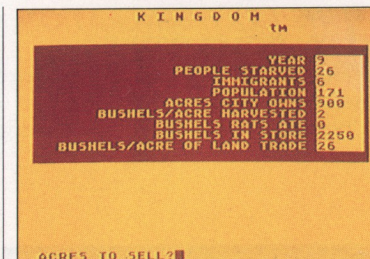 KINGDOM
tm
YEAR 9
PEOPLE STARVED 26
IMMIGRANTS 6
POPULATION 171
ACRES CITY OWNS 900
BUSHELS/ACRE HARVESTED 2
BUSHELS RATS ATE 0
BUSHELS IN STORE 2250
BUSHELS/ACRE OF LAND TRADE 26
ACRES TO SELL?